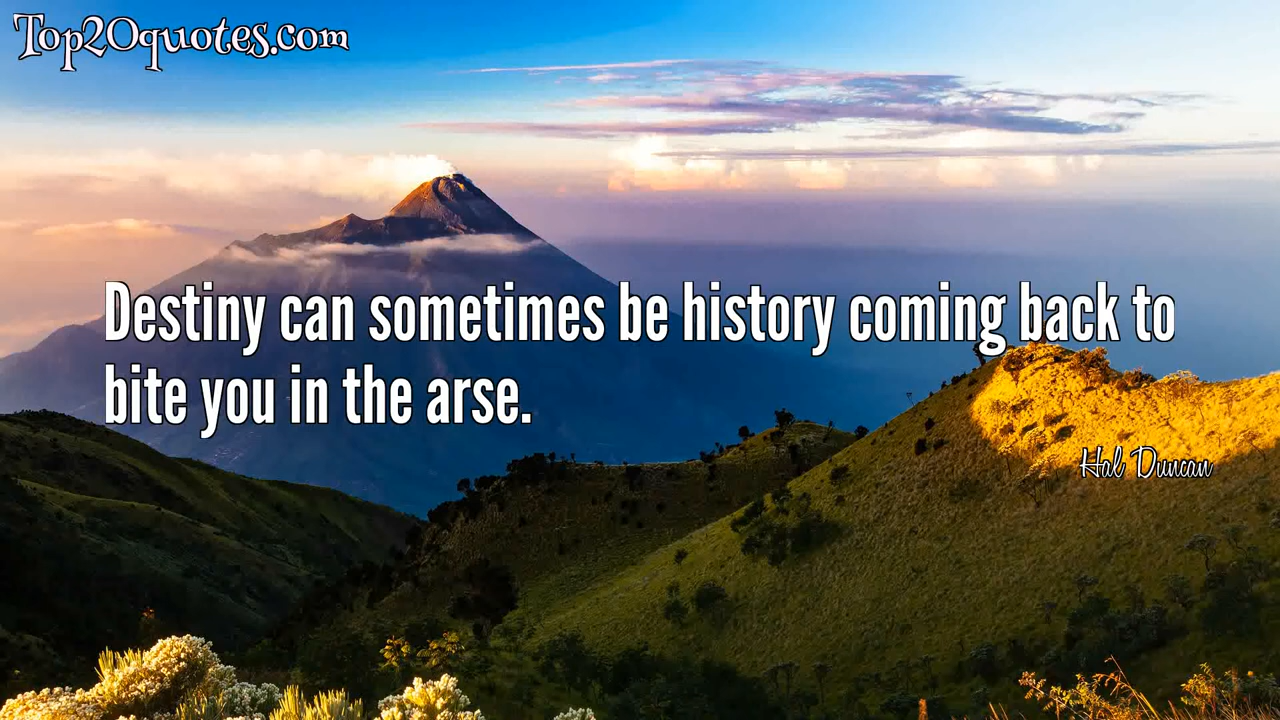 Top20quotes.com
Destiny can sometimes be history coming back to
bite you in the arse.
Hal Duncan